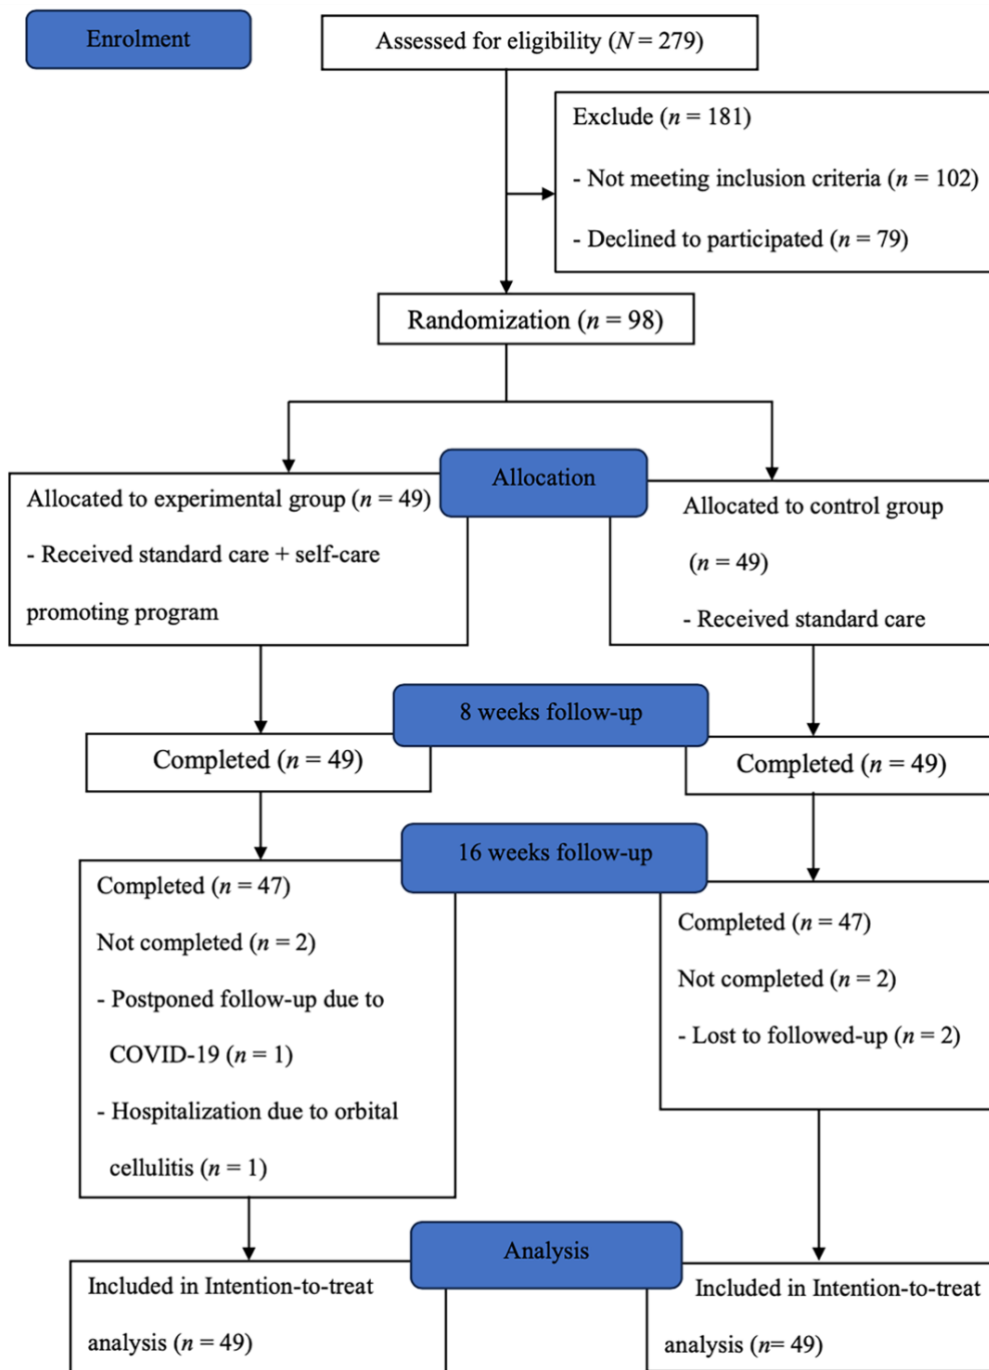 Enrolment
Assessed for eligibility (N = 279)
Exclude (n = 181)
- Not meeting inclusion criteria (n = 102)
- Declined to participated (n = 79)
Randomization (n = 98)
Allocation
Allocated to experimental group (n = 49)
- Received standard care + self-care
promoting program
Allocated to control group
(n = 49)
- Received standard care
8 weeks follow-up
Completed (n = 49)
Completed (n = 49)
16 weeks follow-up
Completed (n = 47)
Not completed (n = 2)
- Postponed follow-up due to
COVID-19 (n = 1)
- Hospitalization due to orbital
cellulitis (n = 1)
Completed (n = 47)
Not completed (n = 2)
- Lost to followed-up (n = 2)
Analysis
Included in Intention-to-treat
analysis (n = 49)
Included in Intention-to-treat
analysis (n= 49)